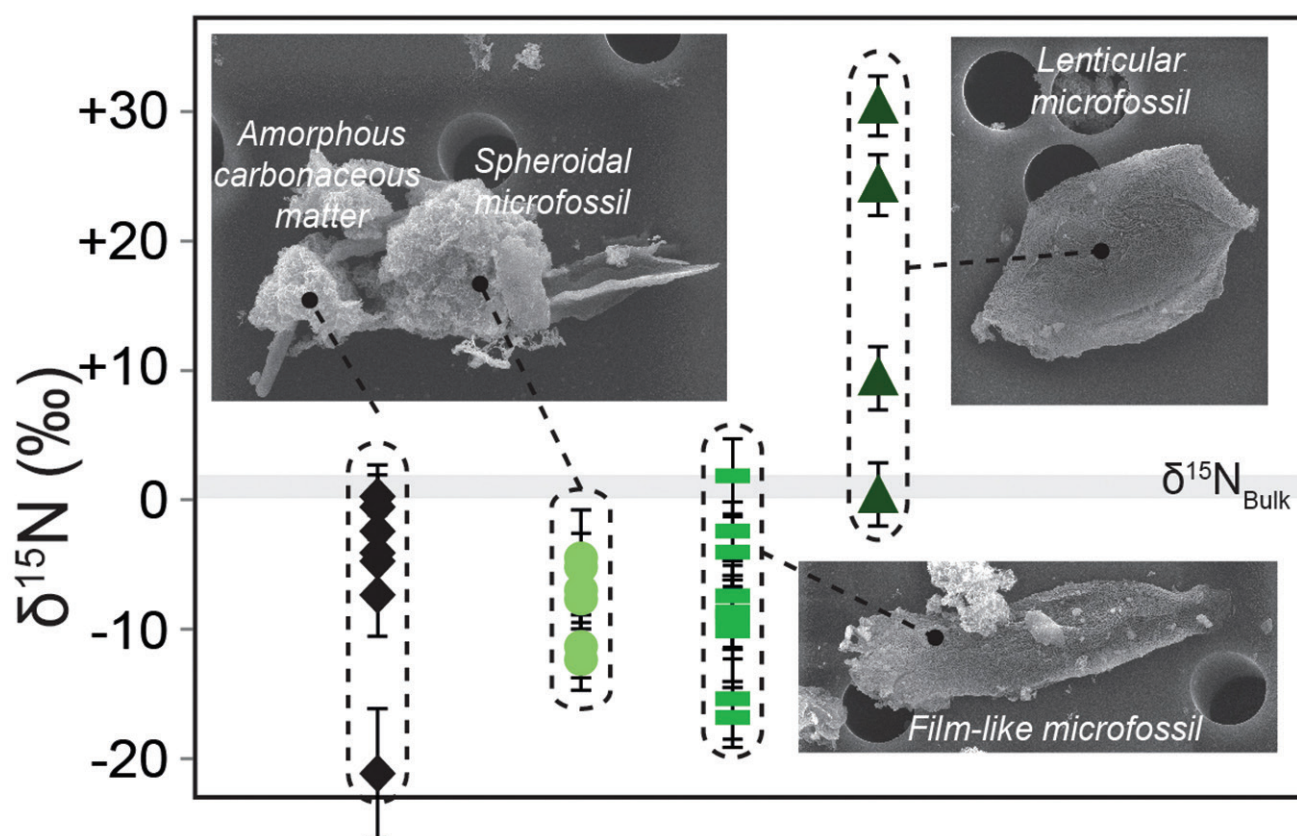 +30
+20
+10
0
-10
-20
δ¹⁵N (‰)
Amorphous
carbonaceous
matter
Spheroidal
microfossil
Lenticular
microfossil
δ¹⁵N_Bulk
Film-like microfossil